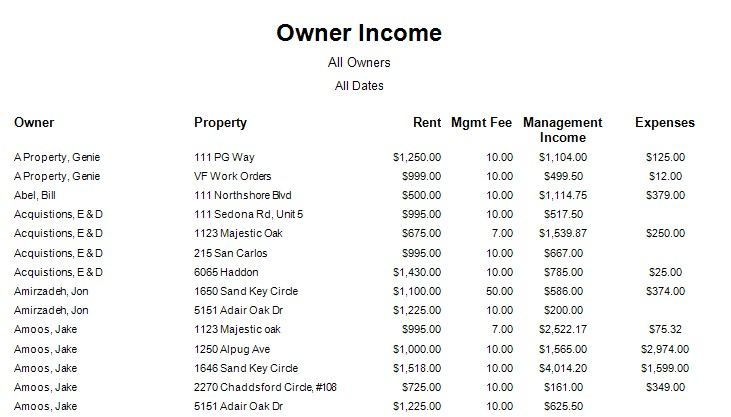 Owner Income
All Owners
All Dates
Owner Property Rent Mgmt Fee Management Income Expenses
A Property, Genie 111 PG Way $1,250.00 10.00 $1,104.00 $125.00
A Property, Genie VF Work Orders $999.00 10.00 $499.50 $12.00
Abel, Bill 111 Northshore Blvd $500.00 10.00 $1,114.75 $379.00
Acquistions, E & D 111 Sedona Rd, Unit 5 $995.00 10.00 $517.50
Acquistions, E & D 1123 Majestic Oak $675.00 7.00 $1,539.87 $250.00
Acquistions, E & D 215 San Carlos $995.00 10.00 $667.00
Acquistions, E & D 6065 Haddon $1,430.00 10.00 $785.00 $25.00
Amirzadeh, Jon 1650 Sand Key Circle $1,100.00 50.00 $586.00 $374.00
Amirzadeh, Jon 5151 Adair Oak Dr $1,225.00 10.00 $200.00
Amoos, Jake 1123 Majestic oak $995.00 7.00 $2,522.17 $75.32
Amoos, Jake 1250 Alpug Ave $1,000.00 10.00 $1,565.00 $2,974.00
Amoos, Jake 1646 Sand Key Circle $1,518.00 10.00 $4,014.20 $1,599.00
Amoos, Jake 2270 Chaddsford Circle, #108 $725.00 10.00 $161.00 $349.00
Amoos, Jake 5151 Adair Oak Dr $1,225.00 10.00 $625.50